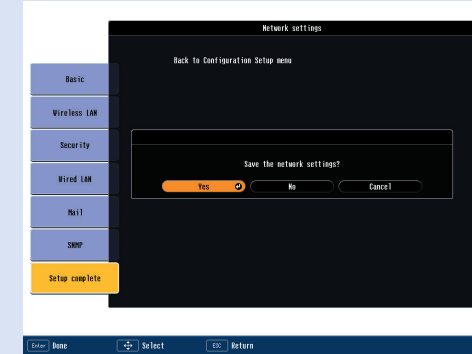 Network settings
Back to Configuration Setup menu
Basic
Wireless LAN
Security
Wired LAN
Mail
SNMP
Setup complete
Save the network settings?
Yes No Cancel
Enter Done Select ESC Return